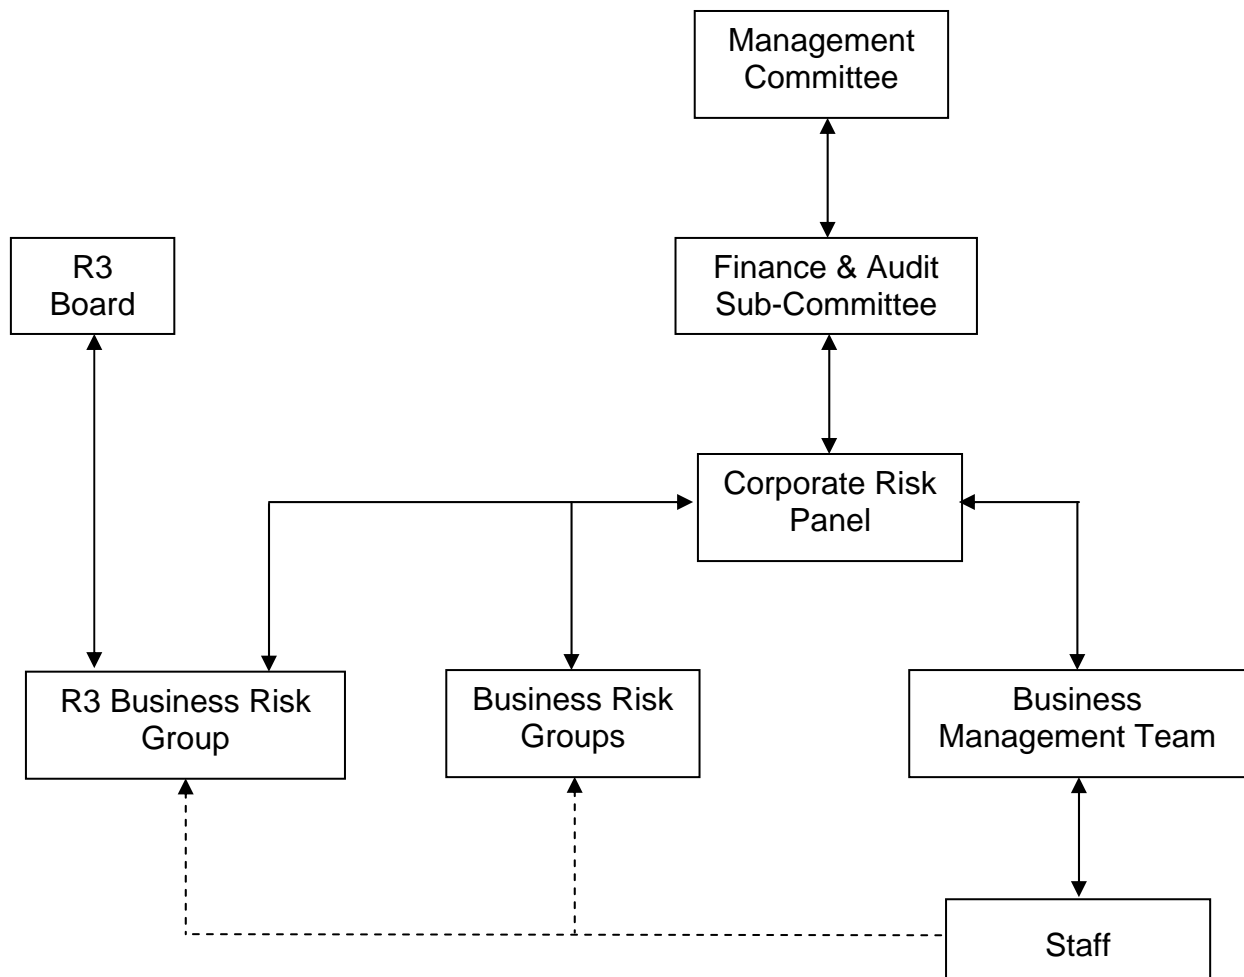 Management
Committee
R3
Board
Finance & Audit
Sub-Committee
Corporate Risk
Panel
R3 Business Risk
Group
Business Risk
Groups
Business
Management Team
Staff